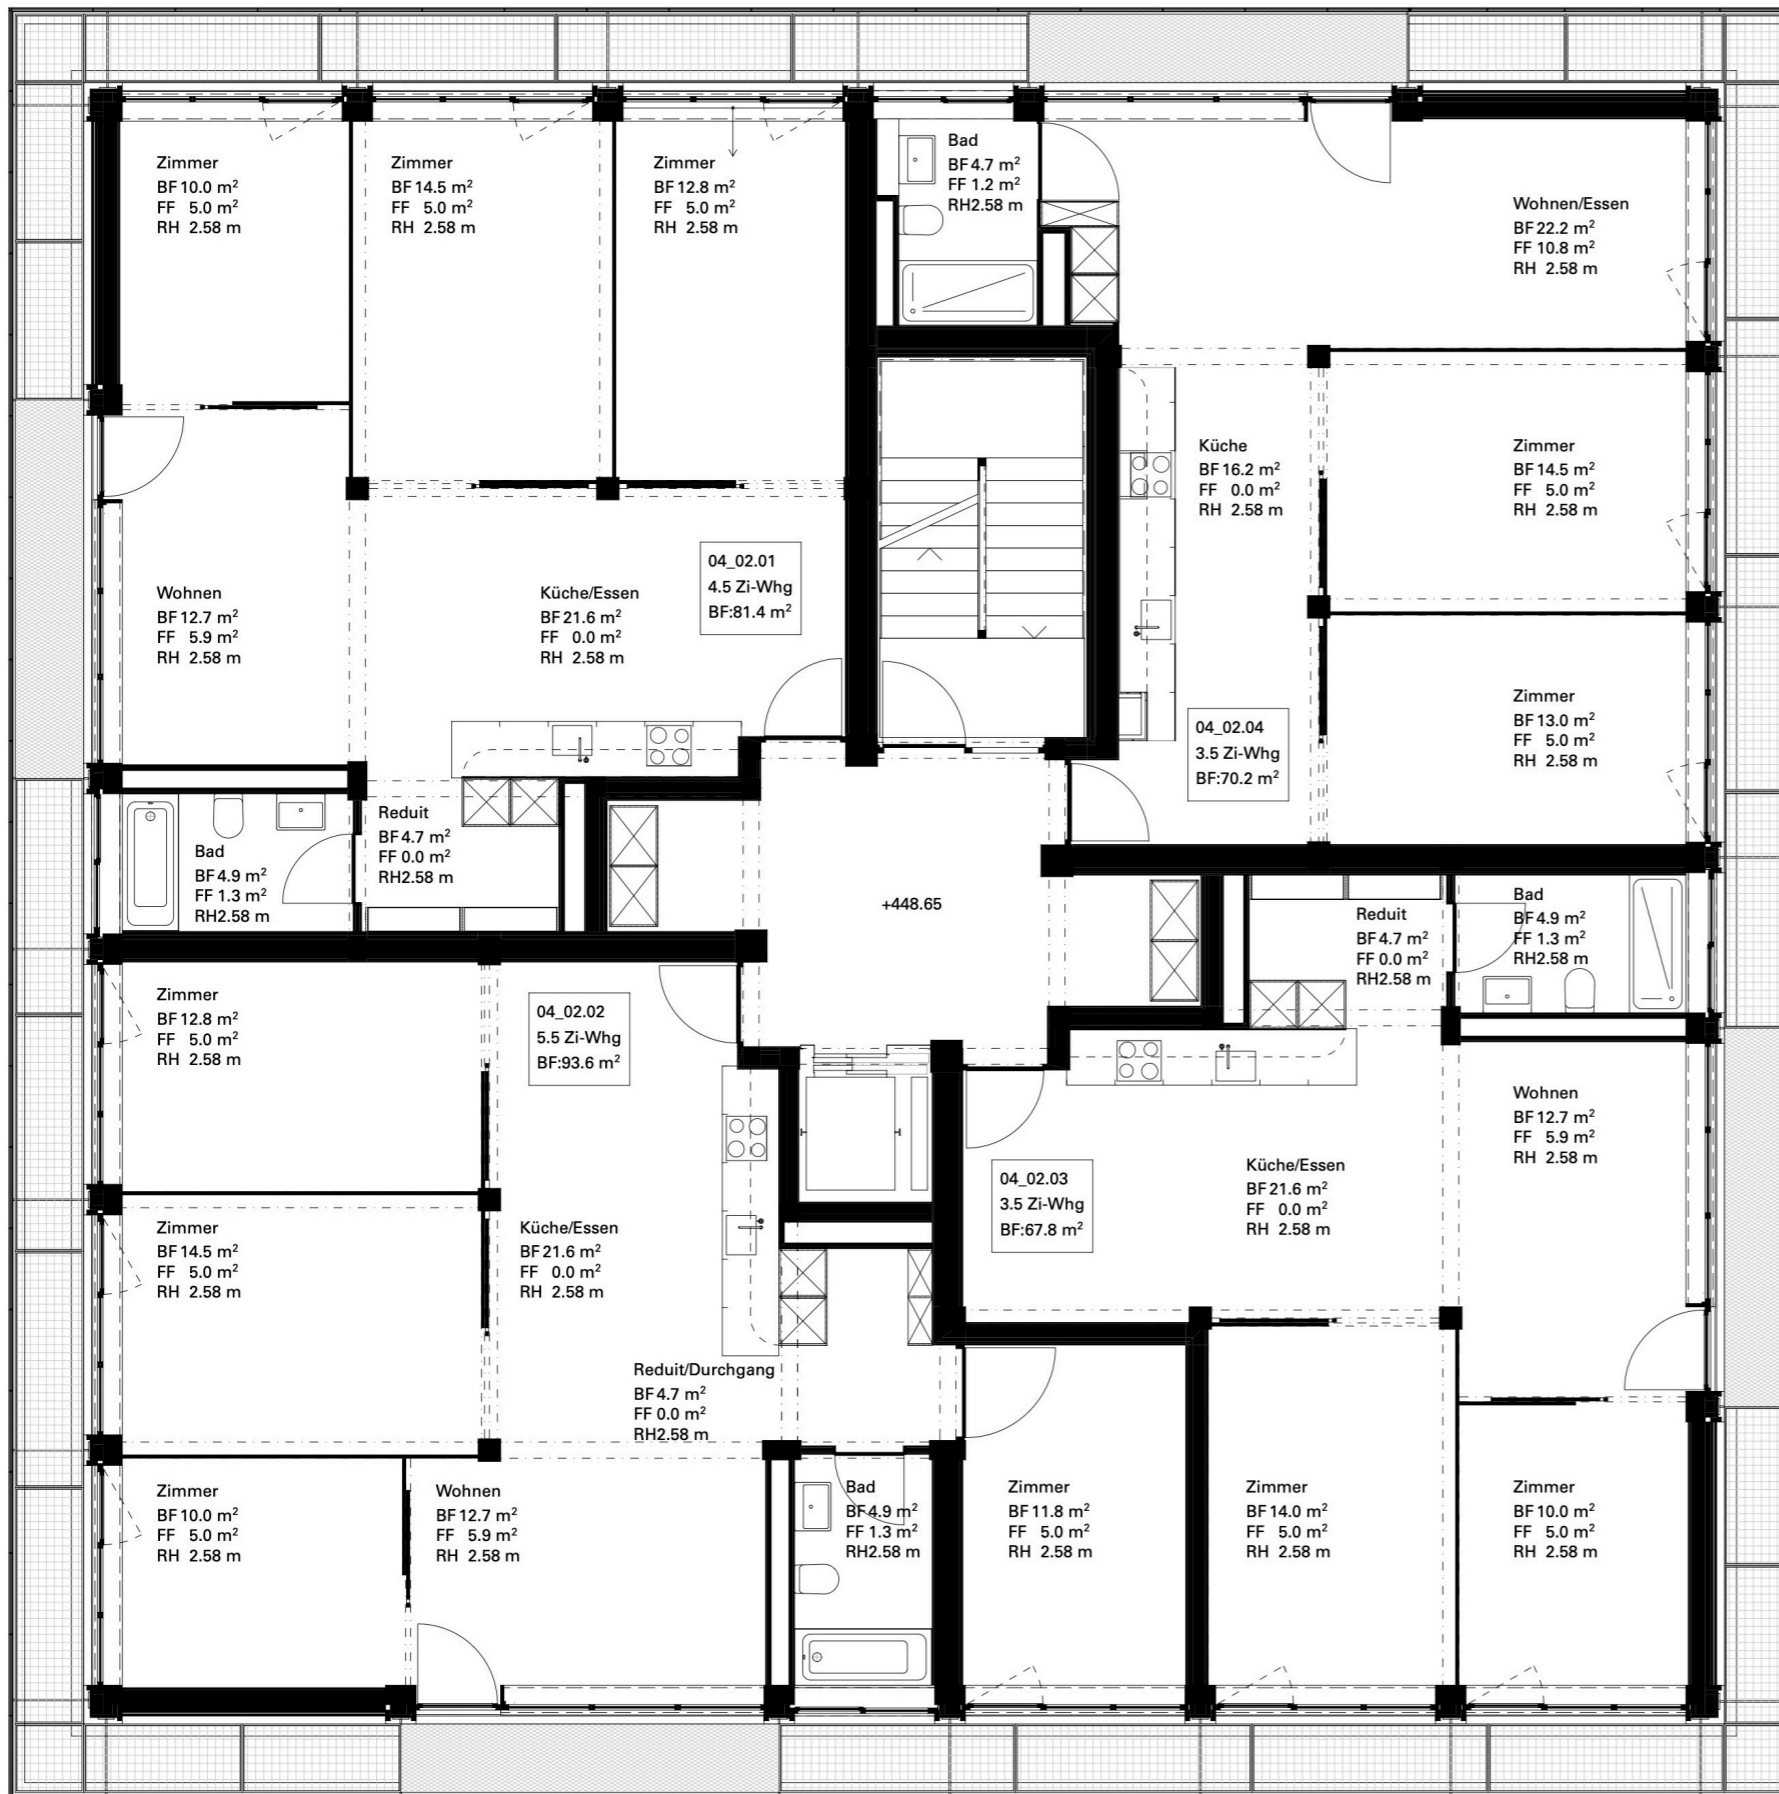 Zimmer
BF 10.0 m²
FF 5.0 m²
RH 2.58 m
Zimmer
BF 14.5 m²
FF 5.0 m²
RH 2.58 m
Zimmer
BF 12.8 m²
FF 5.0 m²
RH 2.58 m
Bad
BF 4.7 m²
FF 1.2 m²
RH2.58 m
Wohnen/Essen
BF 22.2 m²
FF 10.8 m²
RH 2.58 m
Küche
BF 16.2 m²
FF 0.0 m²
RH 2.58 m
Zimmer
BF 14.5 m²
FF 5.0 m²
RH 2.58 m
Wohnen
BF 12.7 m²
FF 5.9 m²
RH 2.58 m
Küche/Essen
BF 21.6 m²
FF 0.0 m²
RH 2.58 m
04_02.01
4.5 Zi-Whg
BF:81.4 m²
04_02.04
3.5 Zi-Whg
BF:70.2 m²
Zimmer
BF 13.0 m²
FF 5.0 m²
RH 2.58 m
Bad
BF 4.9 m²
FF 1.3 m²
RH2.58 m
Reduit
BF 4.7 m²
FF 0.0 m²
RH2.58 m
+448.65
Reduit
BF 4.7 m²
FF 0.0 m²
RH2.58 m
Bad
BF 4.9 m²
FF 1.3 m²
RH2.58 m
Zimmer
BF 12.8 m²
FF 5.0 m²
RH 2.58 m
04_02.02
5.5 Zi-Whg
BF:93.6 m²
Wohnen
BF 12.7 m²
FF 5.9 m²
RH 2.58 m
04_02.03
3.5 Zi-Whg
BF:67.8 m²
Küche/Essen
BF 21.6 m²
FF 0.0 m²
RH 2.58 m
Zimmer
BF 14.5 m²
FF 5.0 m²
RH 2.58 m
Küche/Essen
BF 21.6 m²
FF 0.0 m²
RH 2.58 m
Reduit/Durchgang
BF 4.7 m²
FF 0.0 m²
RH2.58 m
Zimmer
BF 10.0 m²
FF 5.0 m²
RH 2.58 m
Wohnen
BF 12.7 m²
FF 5.9 m²
RH 2.58 m
Bad
BF 4.9 m²
FF 1.3 m²
RH2.58 m
Zimmer
BF 11.8 m²
FF 5.0 m²
RH 2.58 m
Zimmer
BF 14.0 m²
FF 5.0 m²
RH 2.58 m
Zimmer
BF 10.0 m²
FF 5.0 m²
RH 2.58 m